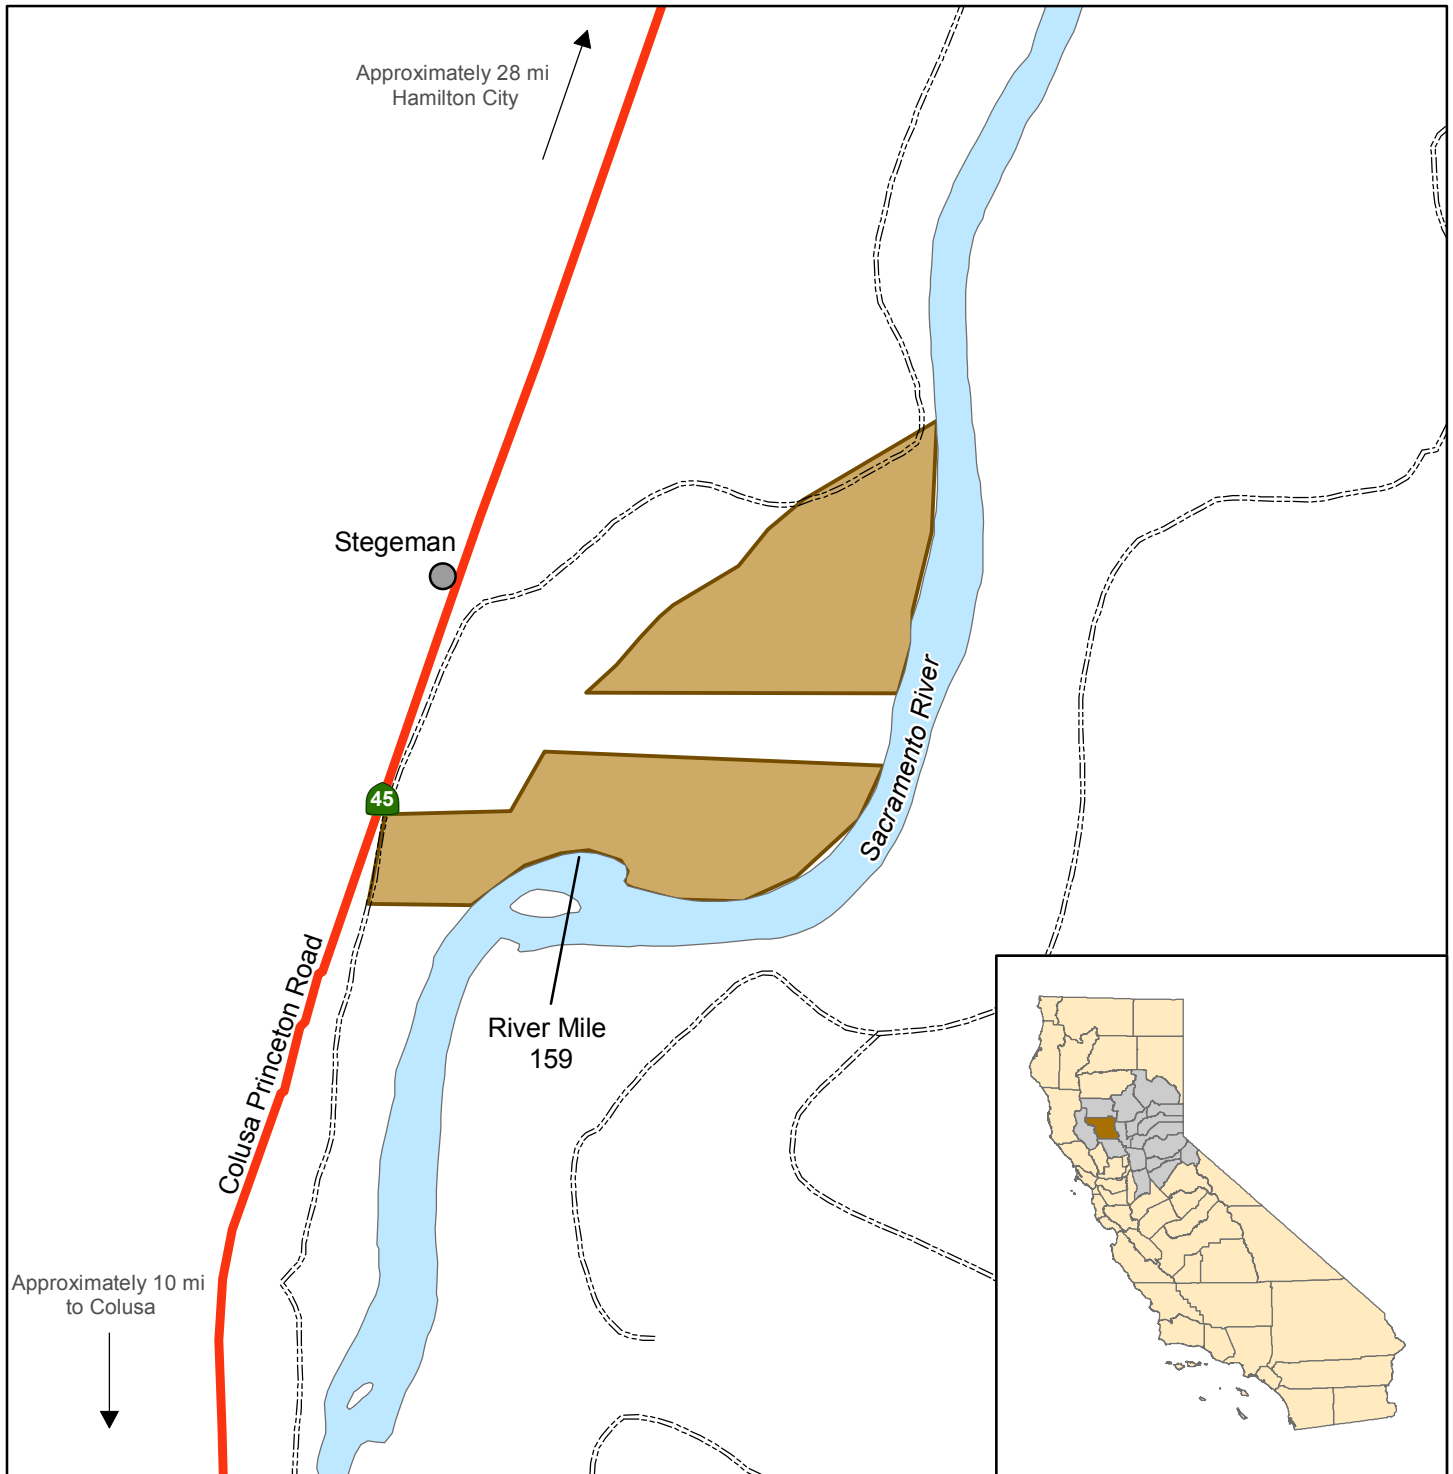 Approximately 28 mi
Hamilton City
Stegeman
Sacramento River
45
River Mile
159
Colusa Princeton Road
Approximately 10 mi
to Colusa